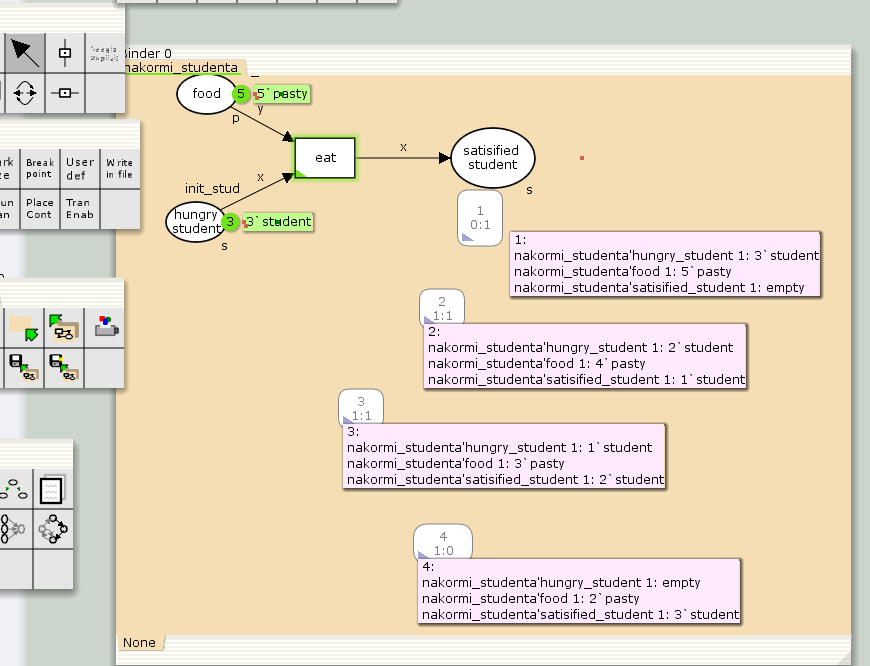 Binder 0
nakormi_studenta
food
5
5`pasty
y
p
eat
x
satisified
student
s
init_stud
x
hungry
student
3
3`student
s
Break
point
User
def
Write
in file
Place
Cont
Tran
Enab
1
0:1
1:
nakormi_studenta'hungry_student 1: 3`student
nakormi_studenta'food 1: 5`pasty
nakormi_studenta'satisified_student 1: empty
2
1:1
2:
nakormi_studenta'hungry_student 1: 2`student
nakormi_studenta'food 1: 4`pasty
nakormi_studenta'satisified_student 1: 1`student
3
1:1
3:
nakormi_studenta'hungry_student 1: 1`student
nakormi_studenta'food 1: 3`pasty
nakormi_studenta'satisified_student 1: 2`student
4
1:0
4:
nakormi_studenta'hungry_student 1: empty
nakormi_studenta'food 1: 2`pasty
nakormi_studenta'satisified_student 1: 3`student
None